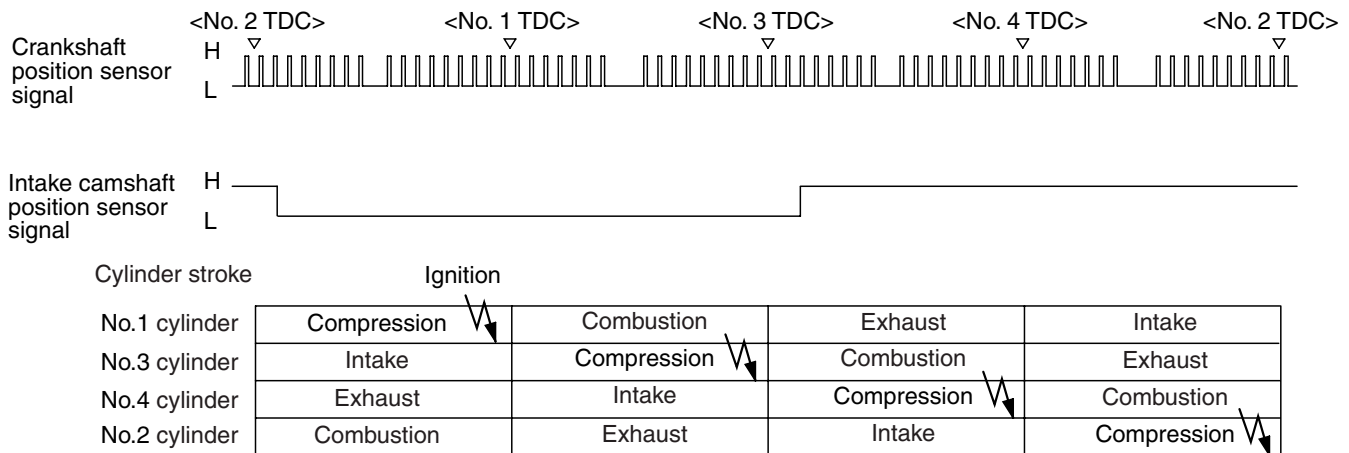 <No. 2 TDC> <No. 1 TDC> <No. 3 TDC> <No. 4 TDC> <No. 2 TDC>
Crankshaft
position sensor
signal
H
L
Intake camshaft
position sensor
signal
H
L
Cylinder stroke Ignition
No.1 cylinder Compression Combustion Exhaust Intake
No.3 cylinder Intake Compression Combustion Exhaust
No.4 cylinder Exhaust Intake Compression Combustion
No.2 cylinder Combustion Exhaust Intake Compression